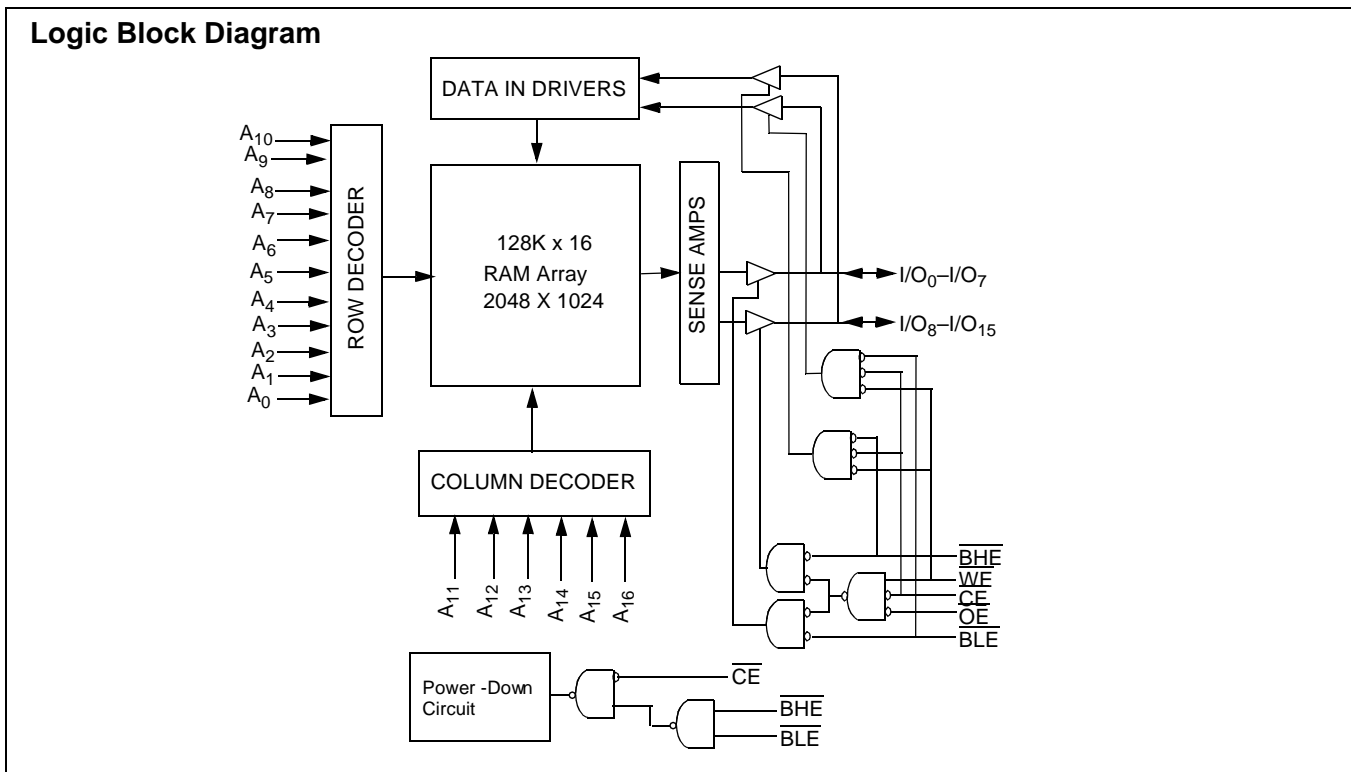 Logic Block Diagram
DATA IN DRIVERS
A10
A9
A8
A7
A6
A5
A4
A3
A2
A1
A0
ROW DECODER
128K x 16
RAM Array
2048 X 1024
SENSE AMPS
I/O0–I/O7
I/O8–I/O15
COLUMN DECODER
A11
A12
A13
A14
A15
A16
BHE
WE
CE
OE
BLE
Power -Down
Circuit
CE
BHE
BLE